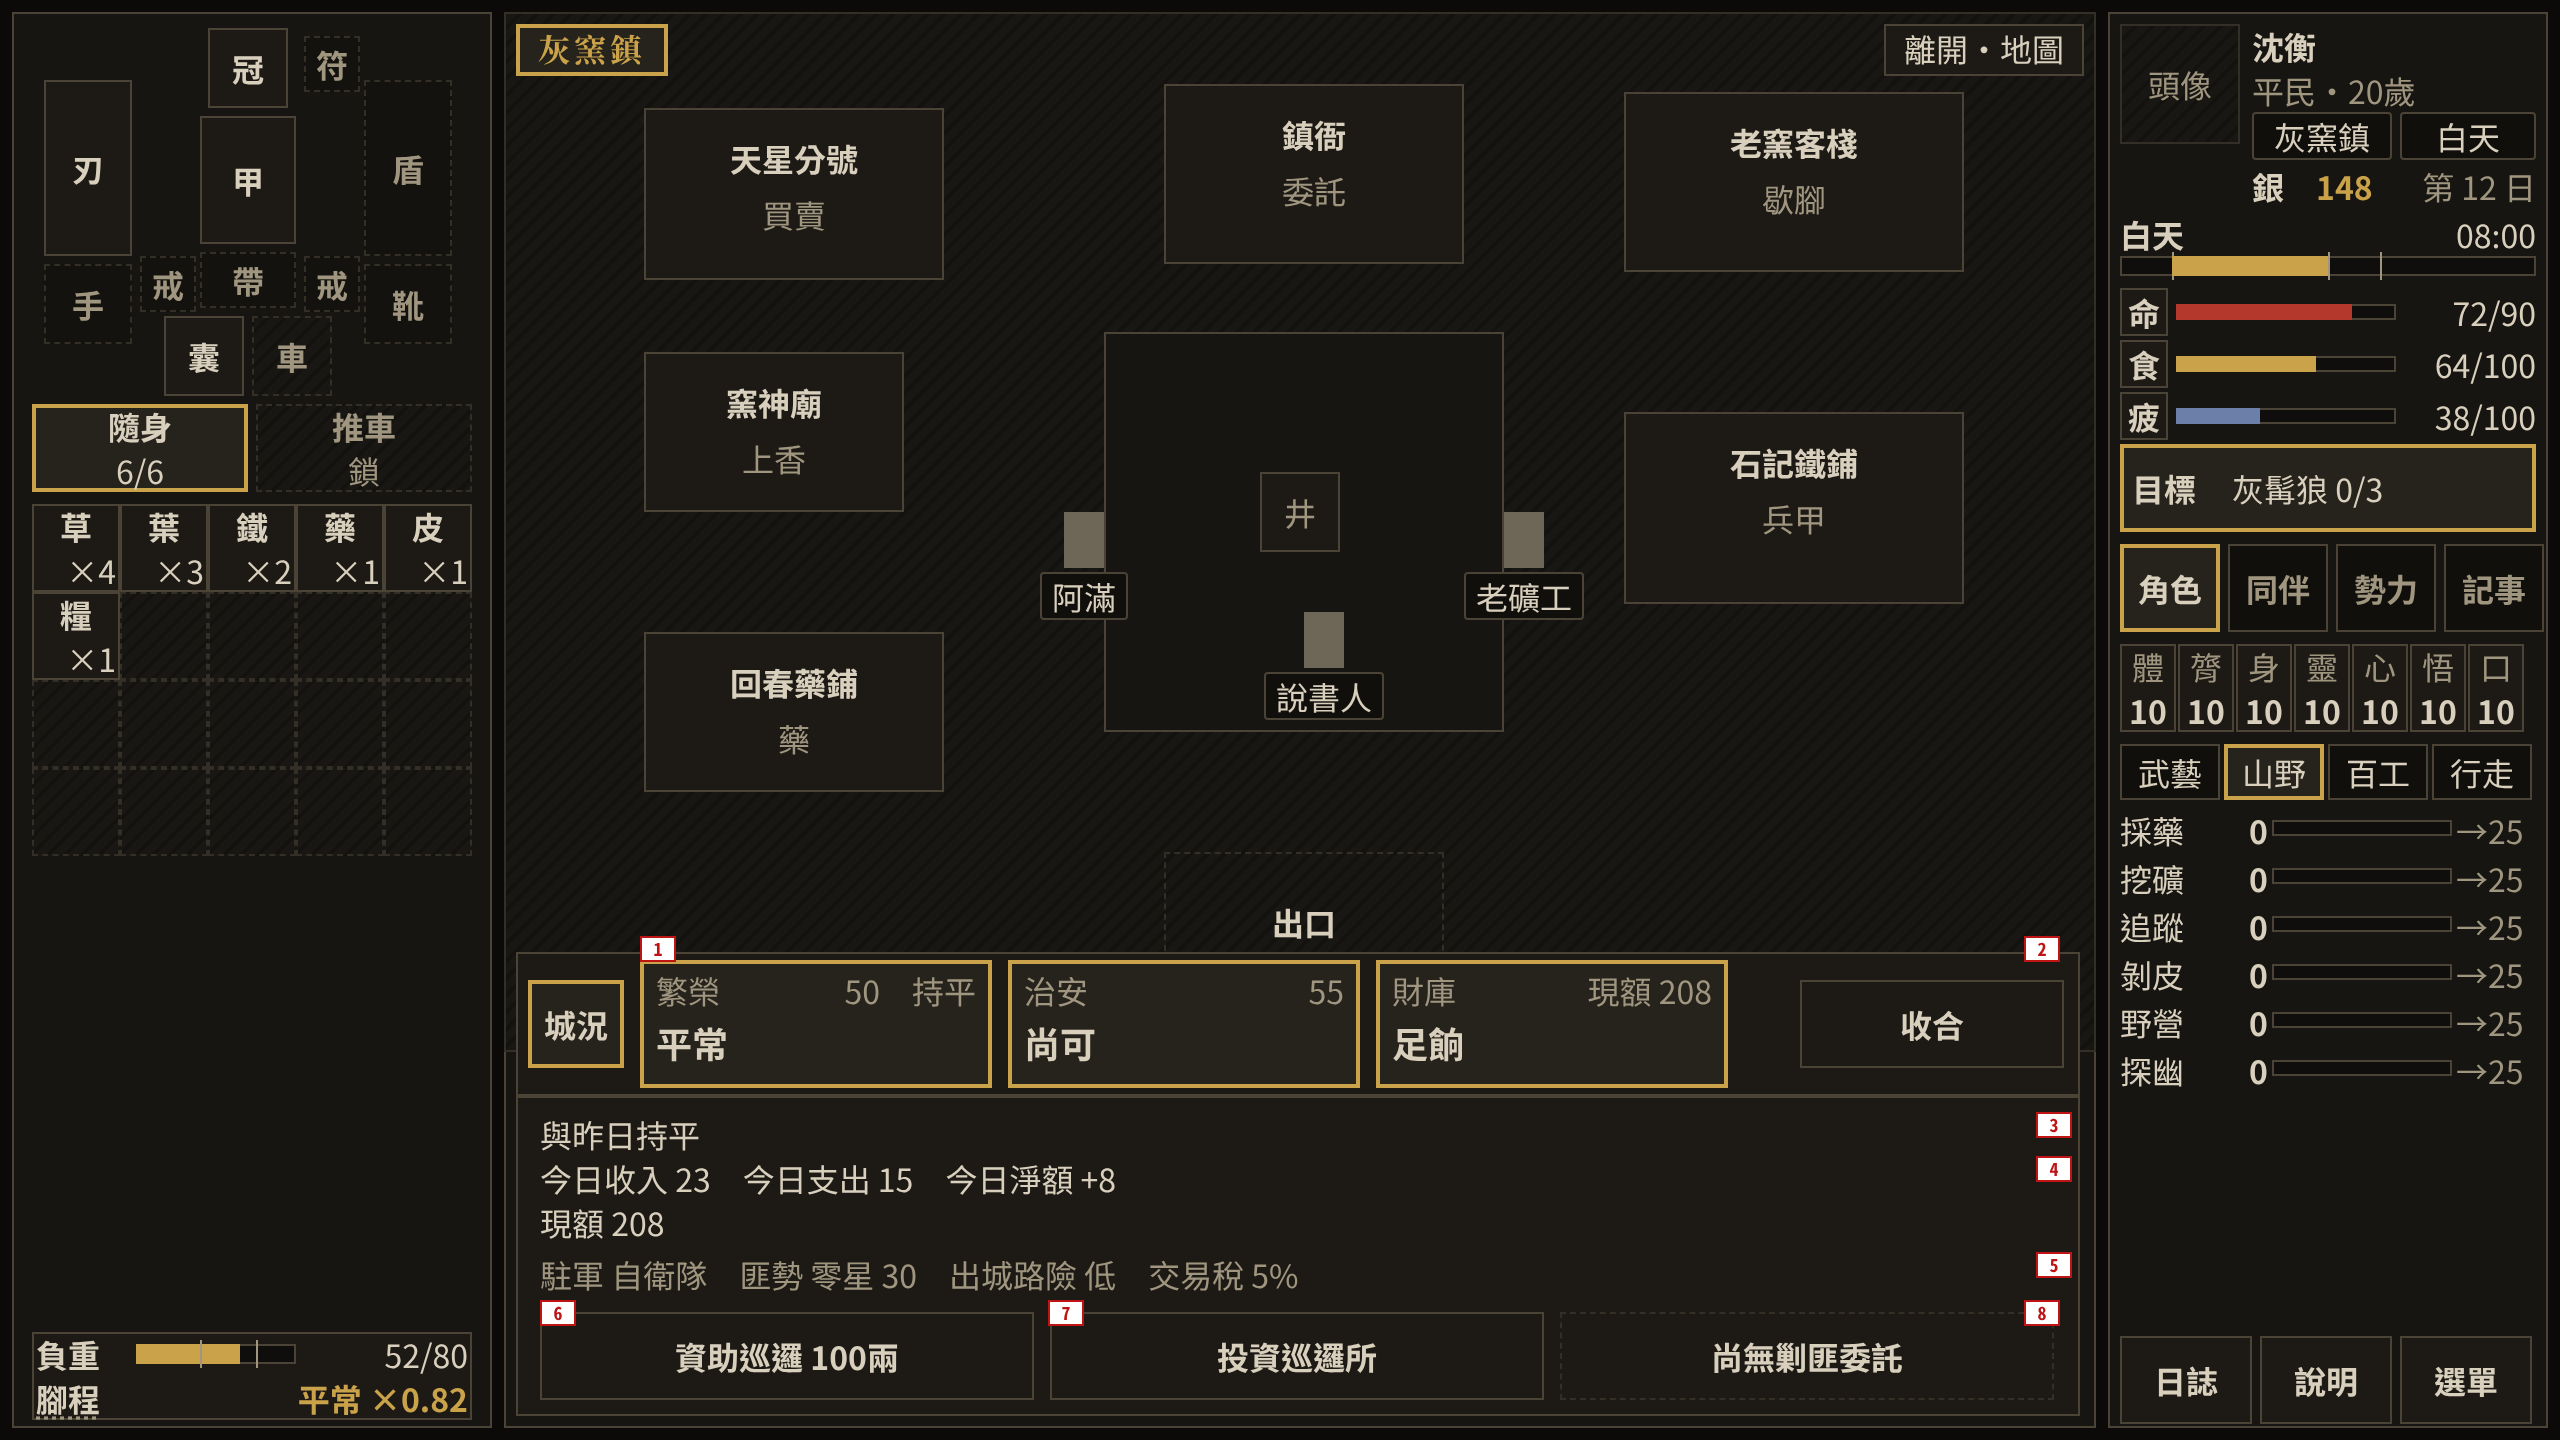 冠
符
刃
甲
盾
手
戒
帶
戒
靴
囊
車
隨身
6/6
推車
鎖
草
×4
葉
×3
鐵
×2
藥
×1
皮
×1
糧
×1
負重
52/80
腳程
平常 ×0.82
灰窯鎮
離開・地圖
天星分號
買賣
鎮衙
委託
老窯客棧
歇腳
窯神廟
上香
井
石記鐵鋪
兵甲
阿滿
老礦工
說書人
回春藥鋪
藥
出口
1
2
城況
繁榮 50 持平
平常
治安 55
尚可
財庫 現額 208
足餉
收合
與昨日持平
3
今日收入 23 今日支出 15 今日淨額 +8
4
現額 208
駐軍 自衛隊 匪勢 零星 30 出城路險 低 交易稅 5%
5
6
資助巡邏 100兩
7
投資巡邏所
8
尚無剿匪委託
頭像
沈衡
平民・20歲
灰窯鎮
白天
銀 148 第 12 日
白天 08:00
命 72/90
食 64/100
疲 38/100
目標 灰髯狼 0/3
角色
同伴
勢力
記事
體
10
膂
10
身
10
靈
10
心
10
悟
10
口
10
武藝
山野
百工
行走
採藥 0 →25
挖礦 0 →25
追蹤 0 →25
剝皮 0 →25
野營 0 →25
探幽 0 →25
日誌
說明
選單